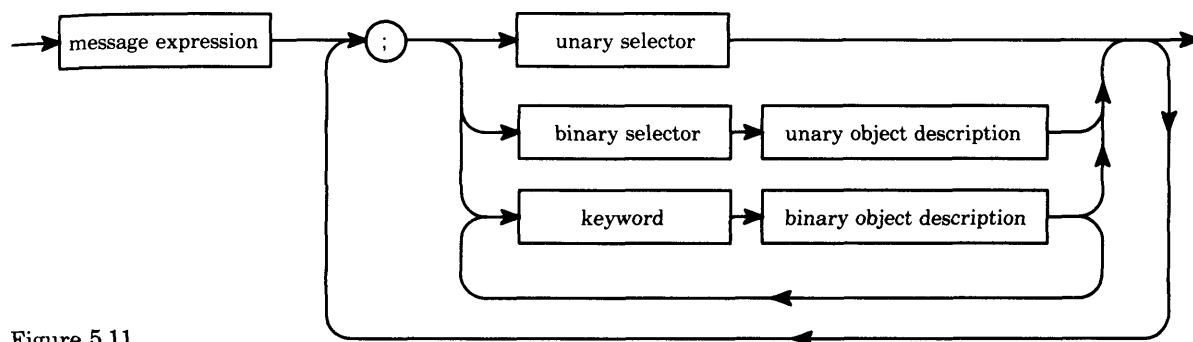 message expression ; unary selector
binary selector unary object description
keyword binary object description
Figure 5.11